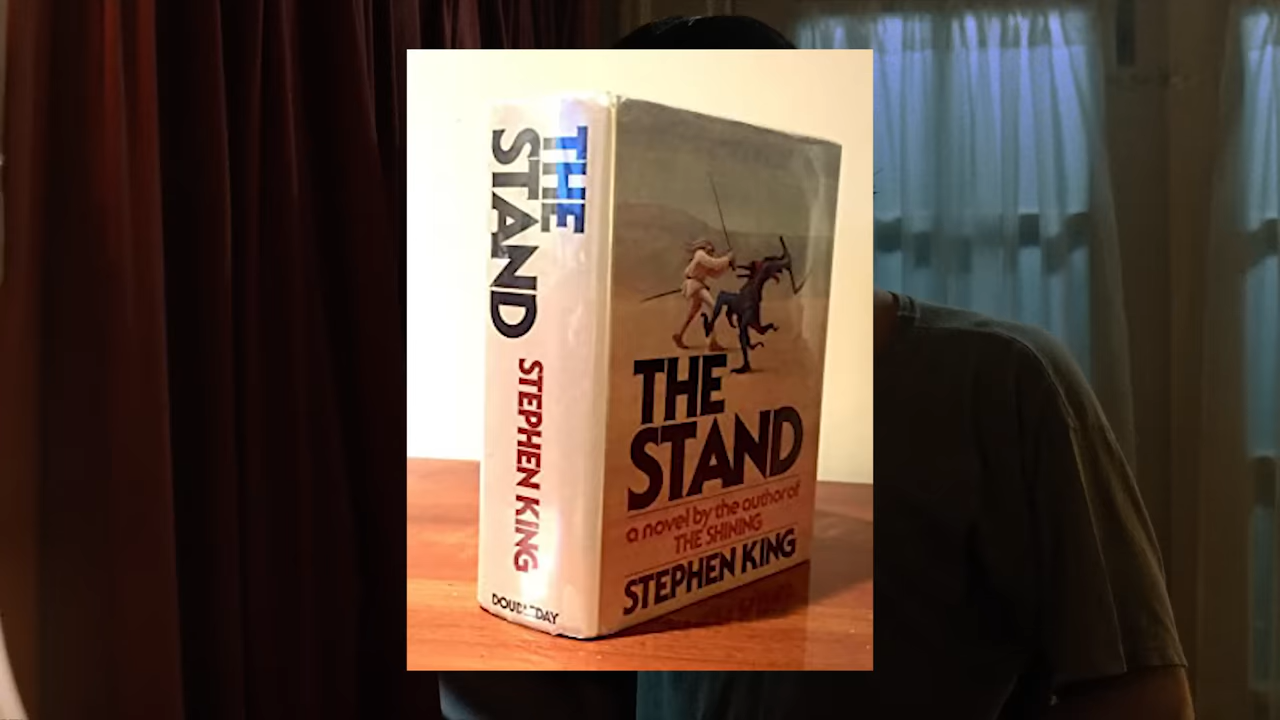 THE
STAND
STEPHEN KING
DOUBLEDAY
THE
STAND
a novel by the author of
THE SHINING
STEPHEN KING